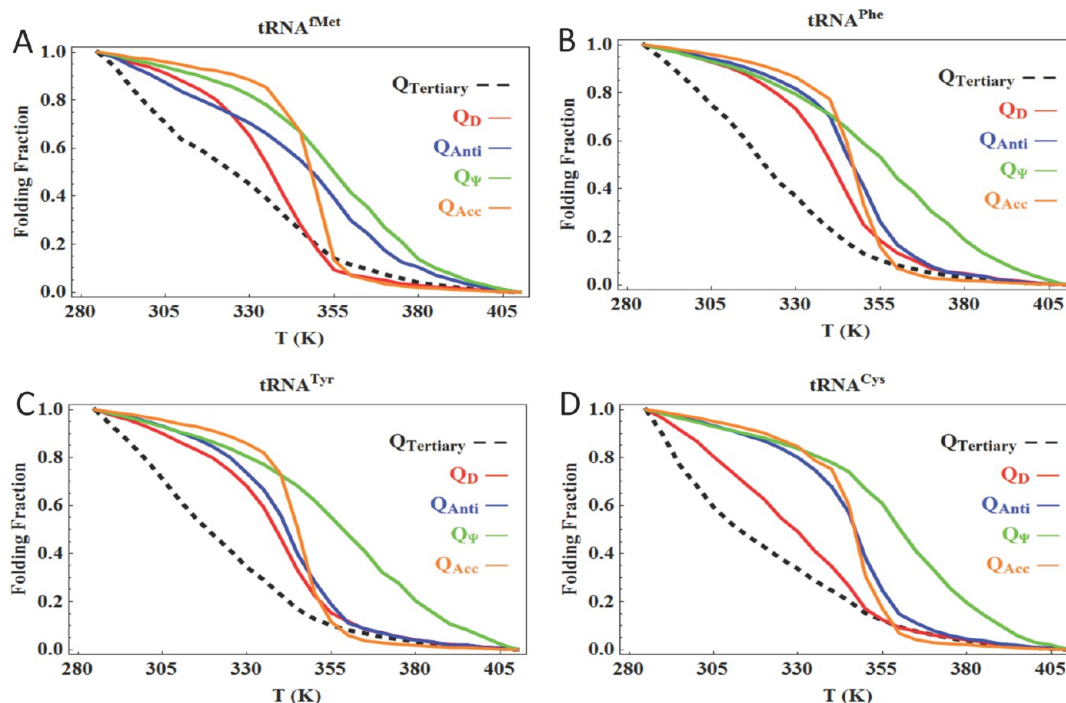 A
tRNAfMet
Folding Fraction
1.0
0.8
0.6
0.4
0.2
0.0
QTertiary
QD
QAnti
QΨ
QAcc
280 305 330 355 380 405
T (K)
B
tRNAPhe
Folding Fraction
1.0
0.8
0.6
0.4
0.2
0.0
QTertiary
QD
QAnti
QΨ
QAcc
280 305 330 355 380 405
T (K)
C
tRNATyr
Folding Fraction
1.0
0.8
0.6
0.4
0.2
0.0
QTertiary
QD
QAnti
QΨ
QAcc
280 305 330 355 380 405
T (K)
D
tRNACys
Folding Fraction
1.0
0.8
0.6
0.4
0.2
0.0
QTertiary
QD
QAnti
QΨ
QAcc
280 305 330 355 380 405
T (K)